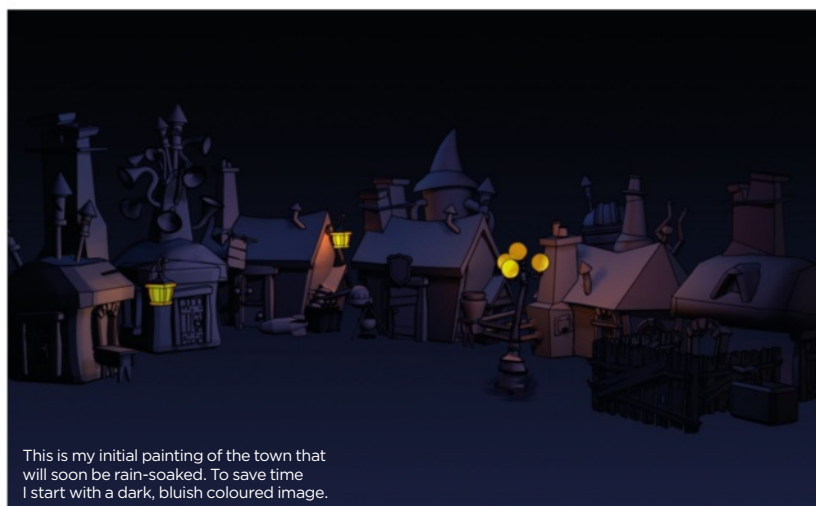 This is my initial painting of the town that
will soon be rain-soaked. To save time
I start with a dark, bluish coloured image.